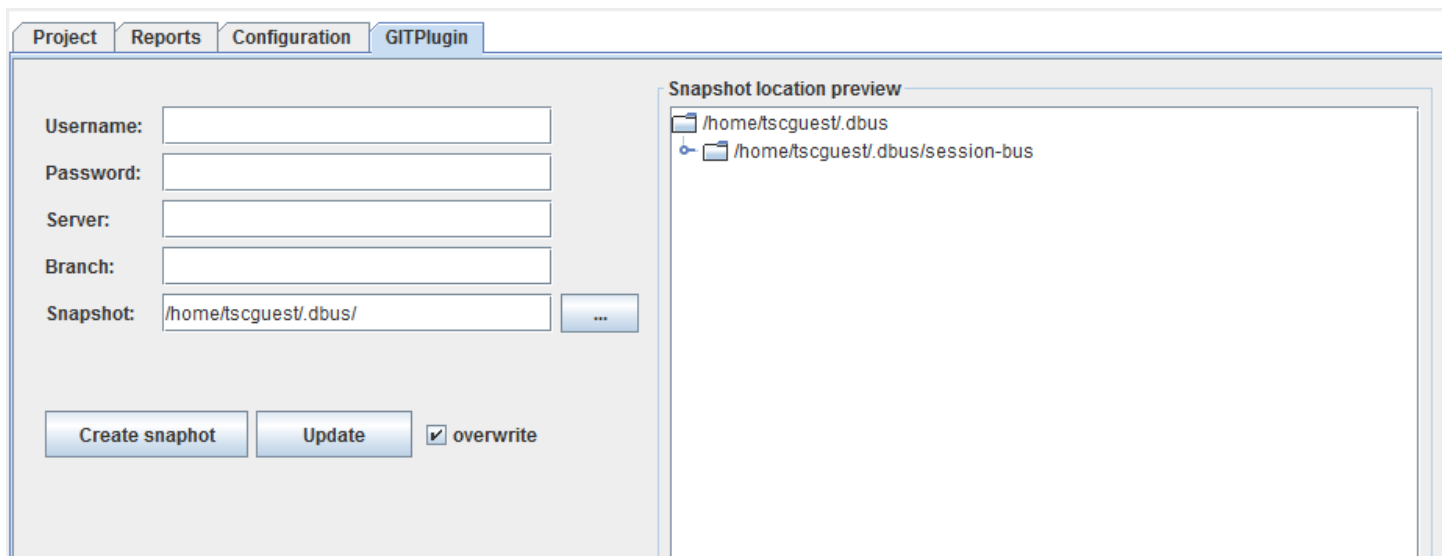 Project Reports Configuration GITPlugin
Username:
Password:
Server:
Branch:
Snapshot: /home/tscguest/.dbus/ ...
Create snaphot Update overwrite
Snapshot location preview
/home/tscguest/.dbus
/home/tscguest/.dbus/session-bus